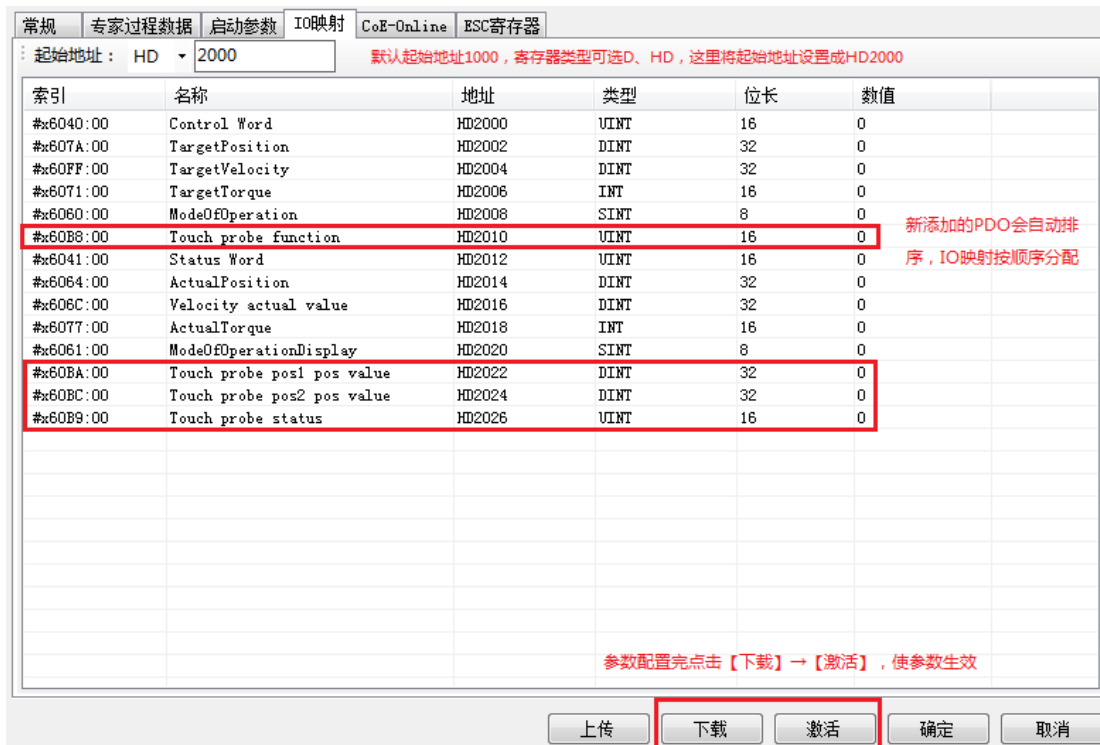 常规 专家过程数据 启动参数 IO映射 CoE-Online ESC寄存器
起始地址： HD 2000 默认起始地址1000，寄存器类型可选D、HD，这里将起始地址设置成HD2000
索引 名称 地址 类型 位长 数值
#x6040:00 Control Word HD2000 UINT 16 0
#x607A:00 TargetPosition HD2002 DINT 32 0
#x60FF:00 TargetVelocity HD2004 DINT 32 0
#x6071:00 TargetTorque HD2006 INT 16 0
#x6060:00 ModeOfOperation HD2008 SINT 8 0
#x60B8:00 Touch probe function HD2010 UINT 16 0
新添加的PDO会自动排
#x6041:00 Status Word HD2012 UINT 16 0
序，IO映射按顺序分配
#x6064:00 ActualPosition HD2014 DINT 32 0
#x606C:00 Velocity actual value HD2016 DINT 32 0
#x6077:00 ActualTorque HD2018 INT 16 0
#x6061:00 ModeOfOperationDisplay HD2020 SINT 8 0
#x60BA:00 Touch probe pos1 pos value HD2022 DINT 32 0
#x60BC:00 Touch probe pos2 pos value HD2024 DINT 32 0
#x60B9:00 Touch probe status HD2026 UINT 16 0
参数配置完点击【下载】→【激活】，使参数生效
上传 下载 激活 确定 取消